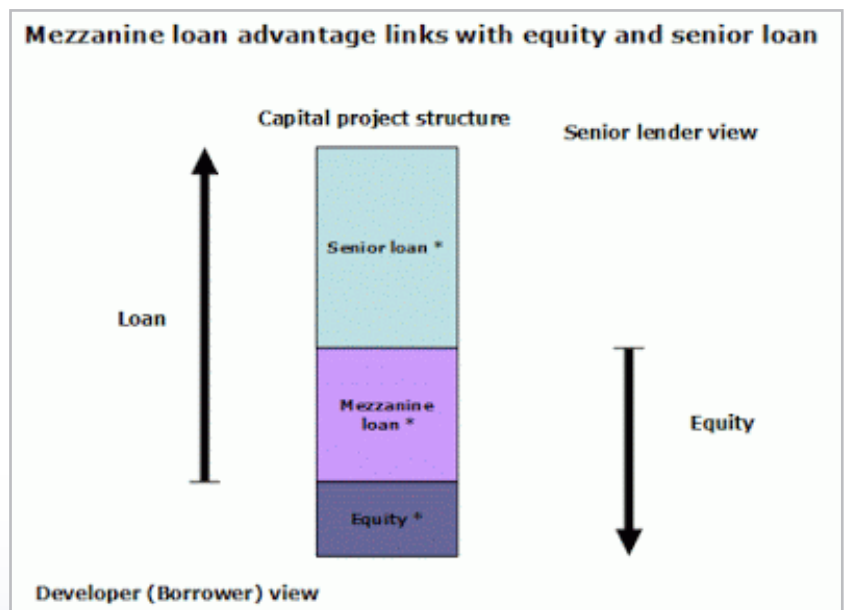 Mezzanine loan advantage links with equity and senior loan
Capital project structure
Senior lender view
Senior loan *
Loan
Mezzanine
loan *
Equity
Equity *
Developer (Borrower) view